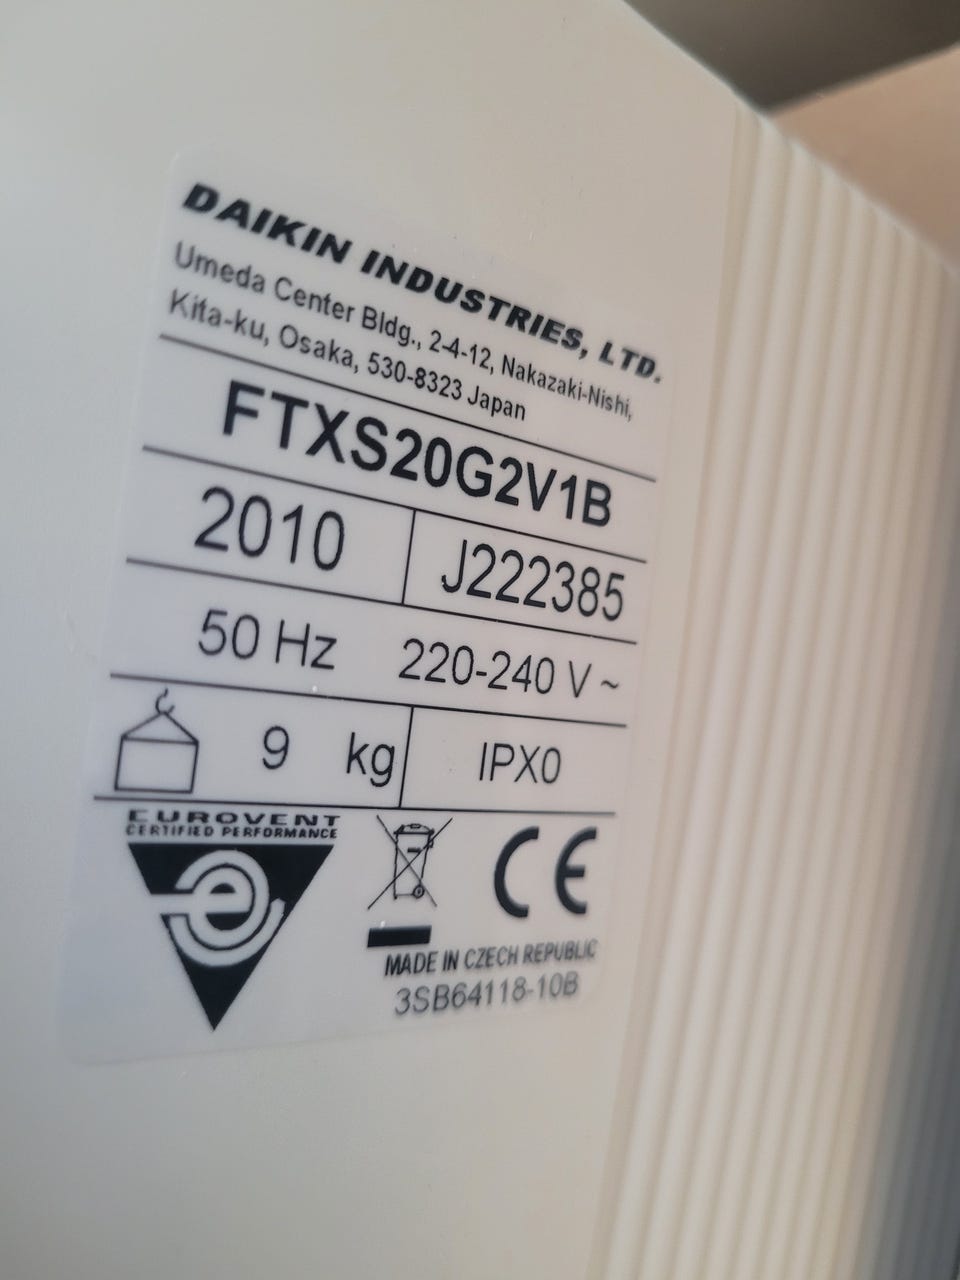 DAIKIN INDUSTRIES, LTD.
Umeda Center Bldg., 2-4-12, Nakazaki-Nishi,
Kita-ku, Osaka, 530-8323 Japan
FTXS20G2V1B
2010 J222385
50 Hz 220-240 V ~
9 kg IPX0
EUROVENT
CERTIFIED PERFORMANCE
e CE
MADE IN CZECH REPUBLIC
3SB64118-10B